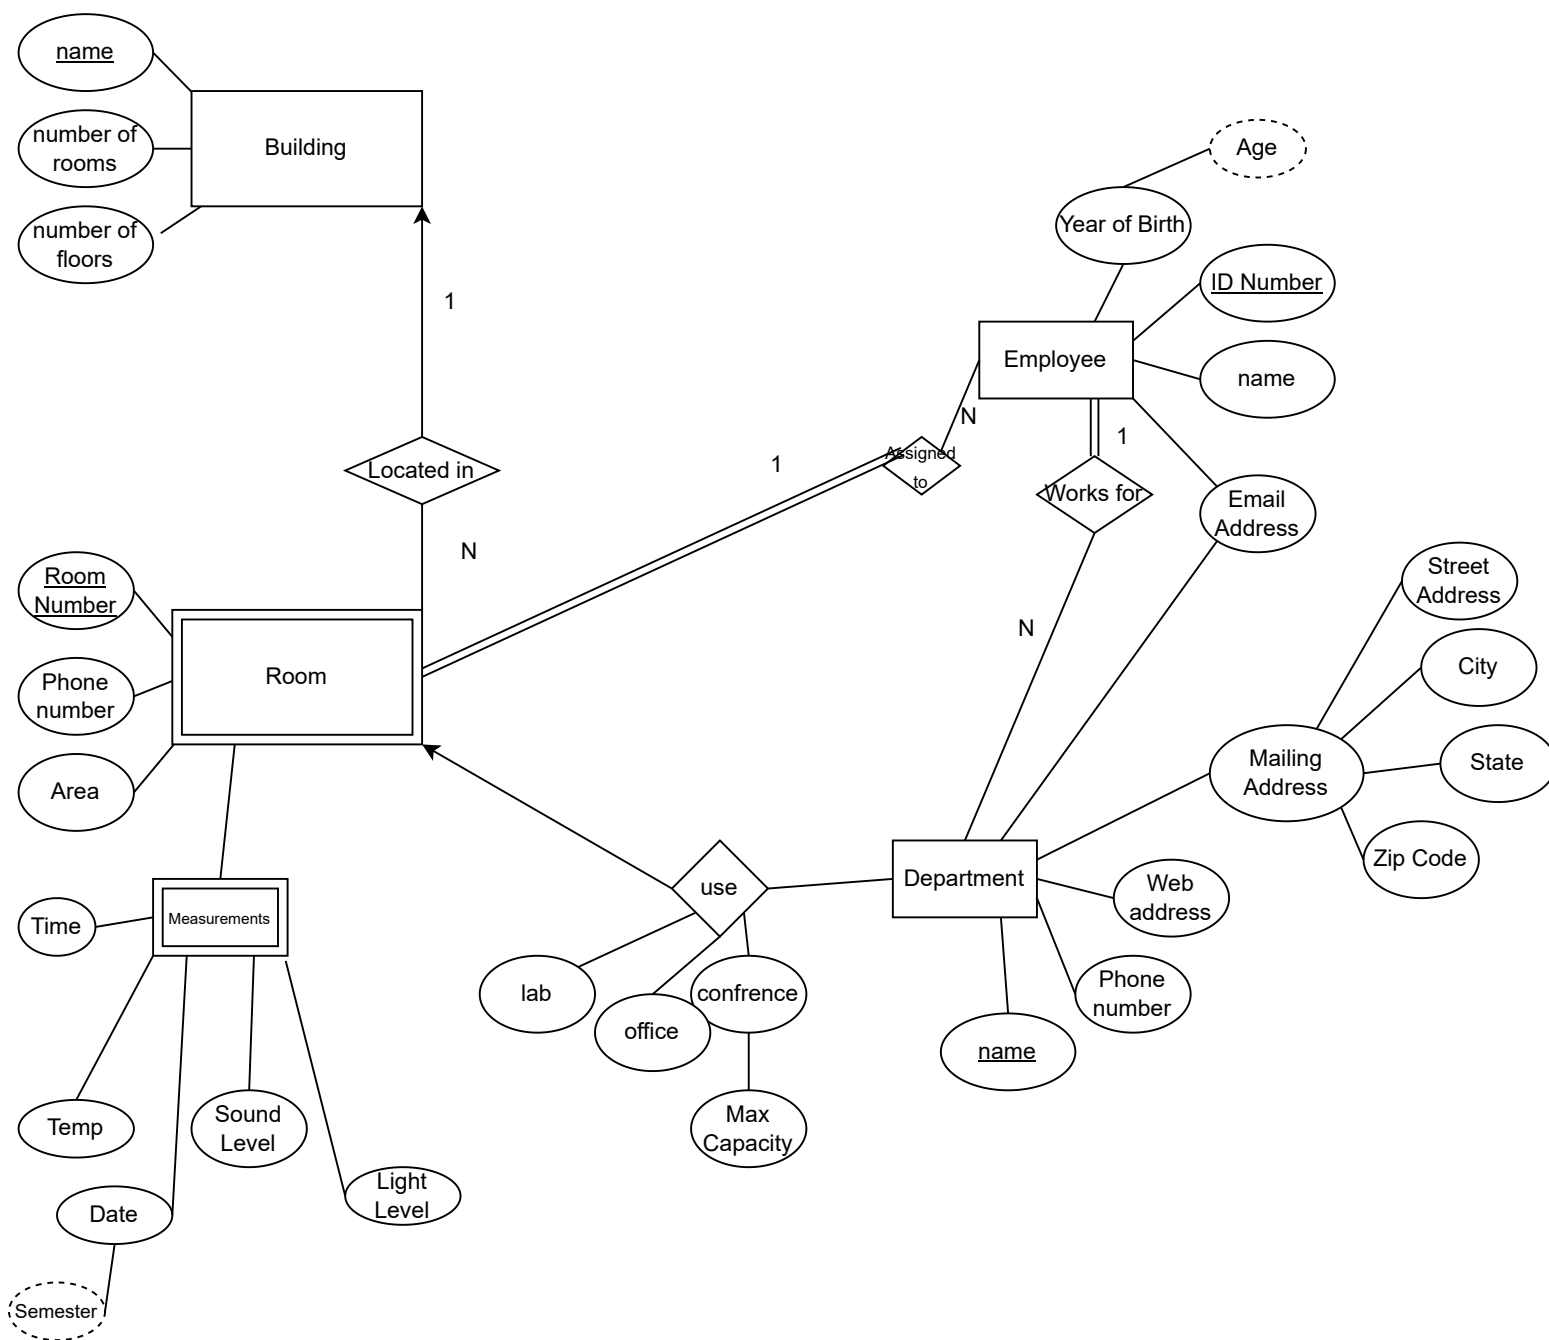 name
number of
rooms
number of
floors
Building
1
Located in
N
Room
Number
Phone
number
Area
Room
Measurements
Time
Temp
Date
Semester
Sound
Level
Light
Level
1
Assigned
to
N
Age
Year of Birth
ID Number
name
Employee
1
Works for
N
Email
Address
Street
Address
City
State
Zip Code
Mailing
Address
Department
Web
address
Phone
number
name
use
lab
office
confrence
Max
Capacity